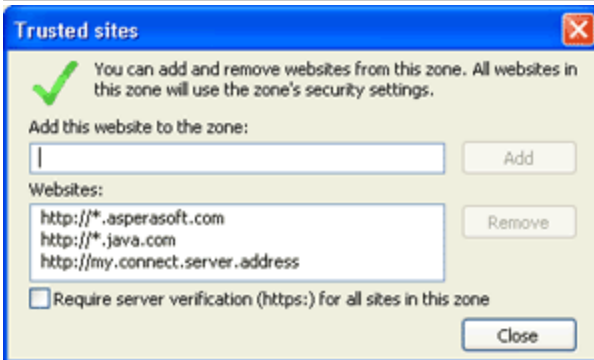 Trusted sites
You can add and remove websites from this zone. All websites in
this zone will use the zone's security settings.
Add this website to the zone:
Add
Websites:
http://*.asperasoft.com
http://*.java.com
http://my.connect.server.address
Remove
Require server verification (https:) for all sites in this zone
Close